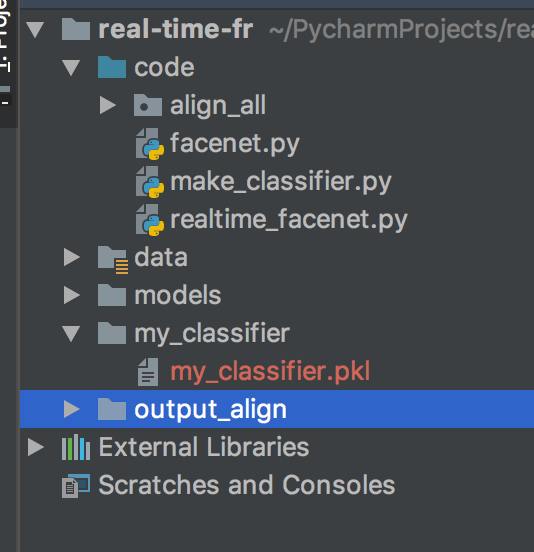 real-time-fr ~/PycharmProjects/rea
code
align_all
facenet.py
make_classifier.py
realtime_facenet.py
data
models
my_classifier
my_classifier.pkl
output_align
External Libraries
Scratches and Consoles